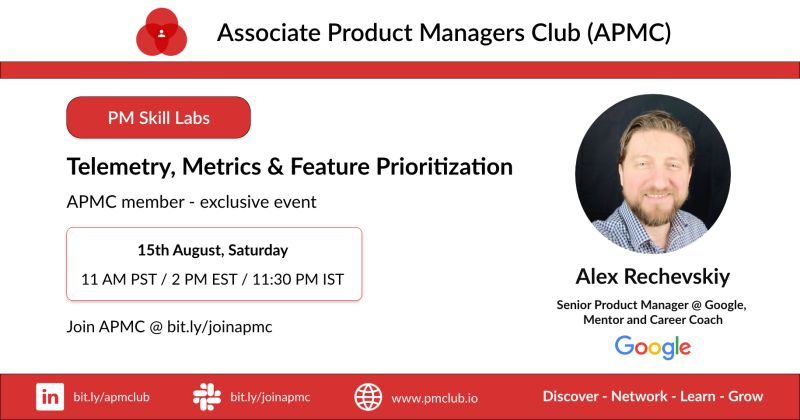 Associate Product Managers Club (APMC)
PM Skill Labs
Telemetry, Metrics & Feature Prioritization
APMC member - exclusive event
15th August, Saturday
11 AM PST / 2 PM EST / 11:30 PM IST
Join APMC @ bit.ly/joinapmc
Alex Rechevskiy
Senior Product Manager @ Google,
Mentor and Career Coach
Google
in bit.ly/apmclub
bit.ly/joinapmc
www.pmclub.io
Discover - Network - Learn - Grow